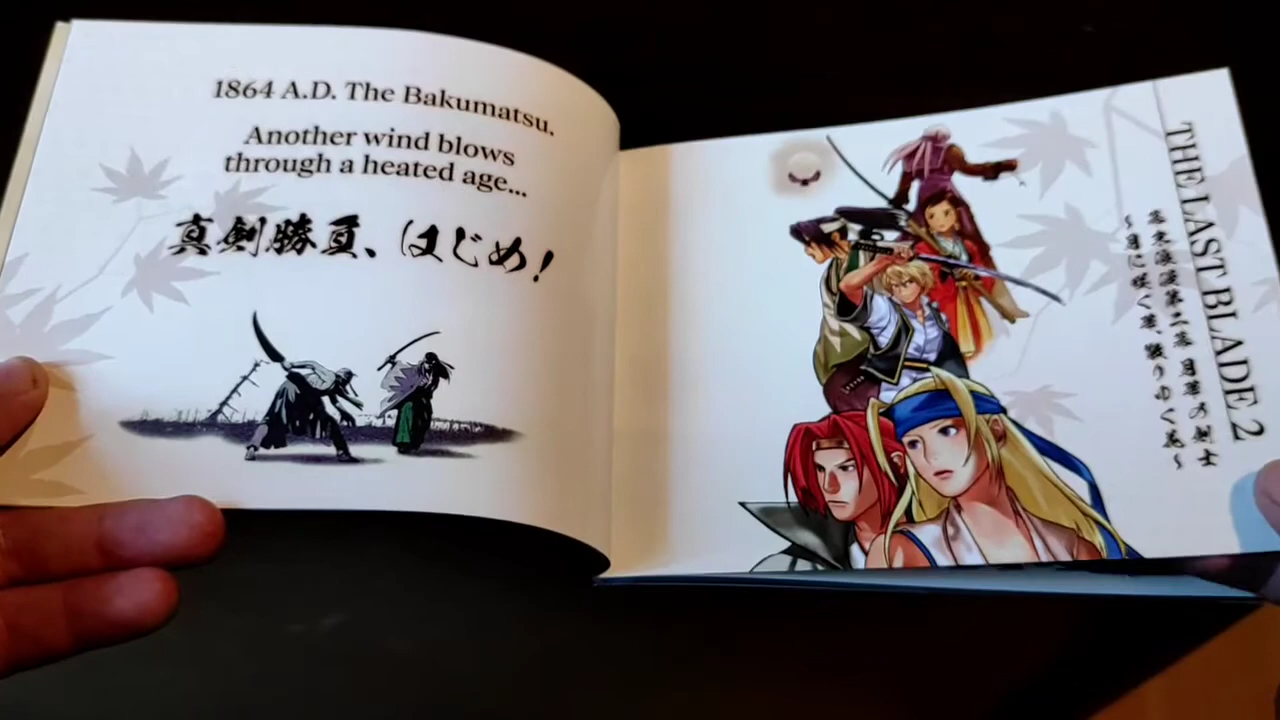 1864 A.D. The Bakumatsu.
Another wind blows
through a heated age...
真剣勝負、はじめ!
THE LAST BLADE 2
幕末浪漫第二幕 月華の剣士
~月に咲く華、散りゆく花~